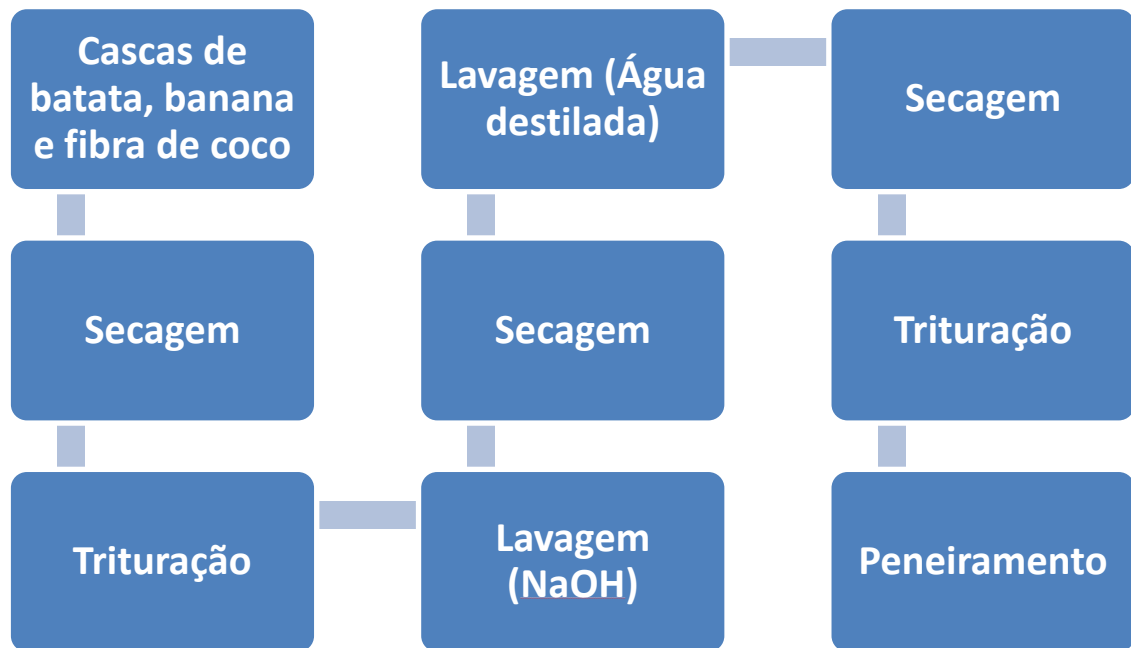 Cascas de
batata, banana
e fibra de coco
Secagem
Trituração
Lavagem
(NaOH)
Secagem
Lavagem (Água
destilada)
Secagem
Trituração
Peneiramento